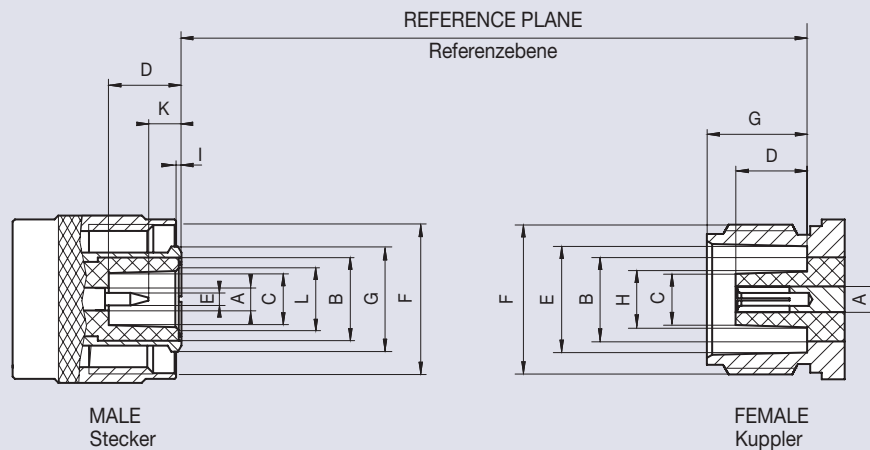 REFERENCE PLANE
Referenzebene
D
K
I
G
D
E
A
C
L
B
G
F
F
E
B
H
C
A
MALE
Stecker
FEMALE
Kuppler